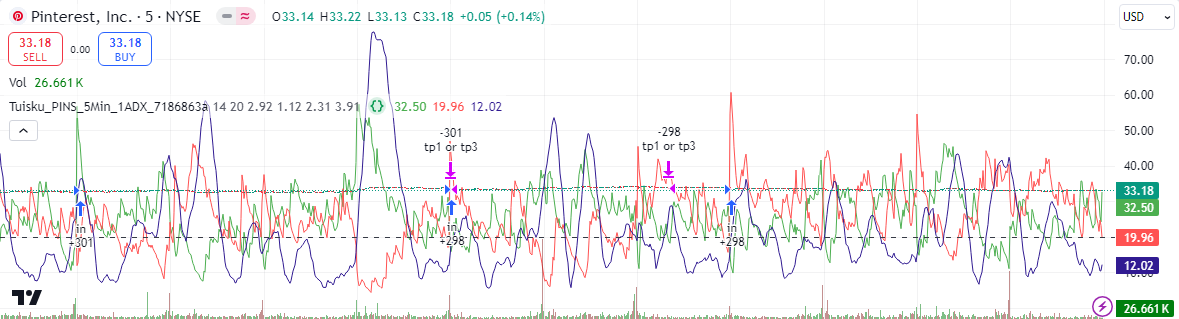 Pinterest, Inc. · 5 · NYSE O33.14 H33.22 L33.13 C33.18 +0.05 (+0.14%)
USD
33.18
SELL
0.00
33.18
BUY
Vol 26.661 K
Tuisku_PINS_5Min_1ADX_7186863a 14 20 2.92 1.12 2.31 3.91 {} 32.50 19.96 12.02
-301
tp1 or tp3
-298
tp1 or tp3
in
+301
in
+298
in
+298
70.00
60.00
50.00
40.00
33.18
32.50
19.96
12.02
10.00
26.661 K